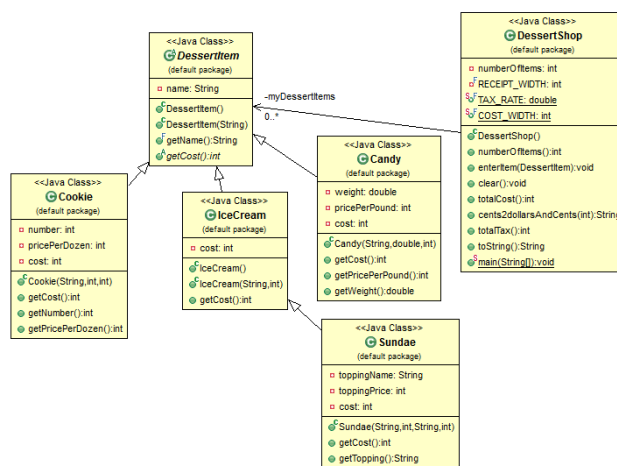 <<Java Class>>
DessertItem
(default package)
name: String
DessertItem()
DessertItem(String)
getName():String
getCost():int
-myDessertItems
0..*
<<Java Class>>
DessertShop
(default package)
numberOfItems: int
RECEIPT_WIDTH: int
TAX_RATE: double
COST_WIDTH: int
DessertShop()
numberOfItems():int
enterItem(DessertItem):void
clear():void
totalCost():int
cents2dollarsAndCents(int):String
totalTax():int
toString():String
main(String[]):void
<<Java Class>>
Cookie
(default package)
number: int
pricePerDozen: int
cost: int
Cookie(String,int,int)
getCost():int
getNumber():int
getPricePerDozen():int
<<Java Class>>
IceCream
(default package)
cost: int
IceCream()
IceCream(String,int)
getCost():int
<<Java Class>>
Candy
(default package)
weight: double
pricePerPound: int
cost: int
Candy(String,double,int)
getCost():int
getPricePerPound():int
getWeight():double
<<Java Class>>
Sundae
(default package)
toppingName: String
toppingPrice: int
cost: int
Sundae(String,int,String,int)
getCost():int
getTopping():String